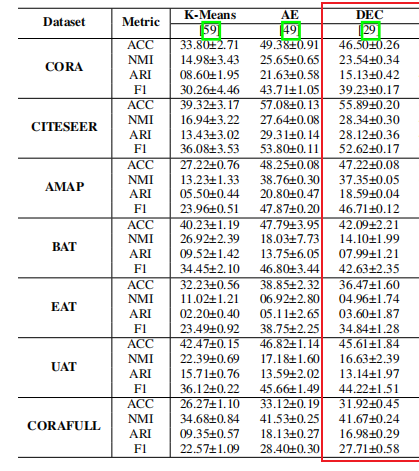 Dataset Metric K-Means AE DEC
[59] [49] [29]
CORA
ACC 33.80±2.71 49.38±0.91 46.50±0.26
NMI 14.98±3.43 25.65±0.65 23.54±0.34
ARI 08.60±1.95 21.63±0.58 15.13±0.42
F1 30.26±4.46 43.71±1.05 39.23±0.17
CITESEER
ACC 39.32±3.17 57.08±0.13 55.89±0.20
NMI 16.94±3.22 27.64±0.08 28.34±0.30
ARI 13.43±3.02 29.31±0.14 28.12±0.36
F1 36.08±3.53 53.80±0.11 52.62±0.17
AMAP
ACC 27.22±0.76 48.25±0.08 47.22±0.08
NMI 13.23±1.33 38.76±0.30 37.35±0.05
ARI 05.50±0.44 20.80±0.47 18.59±0.04
F1 23.96±0.51 47.87±0.20 46.71±0.12
BAT
ACC 40.23±1.19 47.79±3.95 42.09±2.21
NMI 26.92±2.39 18.03±7.73 14.10±1.99
ARI 09.52±1.42 13.75±6.05 07.99±1.21
F1 34.45±2.10 46.80±3.44 42.63±2.35
EAT
ACC 32.23±0.56 38.85±2.32 36.47±1.60
NMI 11.02±1.21 06.92±2.80 04.96±1.74
ARI 02.20±0.40 05.11±2.65 03.60±1.87
F1 23.49±0.92 38.75±2.25 34.84±1.28
UAT
ACC 42.47±0.15 46.82±1.14 45.61±1.84
NMI 22.39±0.69 17.18±1.60 16.63±2.39
ARI 15.71±0.76 13.59±2.02 13.14±1.97
F1 36.12±0.22 45.66±1.49 44.22±1.51
CORAFULL
ACC 26.27±1.10 33.12±0.19 31.92±0.45
NMI 34.68±0.84 41.53±0.25 41.67±0.24
ARI 09.35±0.57 18.13±0.27 16.98±0.29
F1 22.57±1.09 28.40±0.30 27.71±0.58